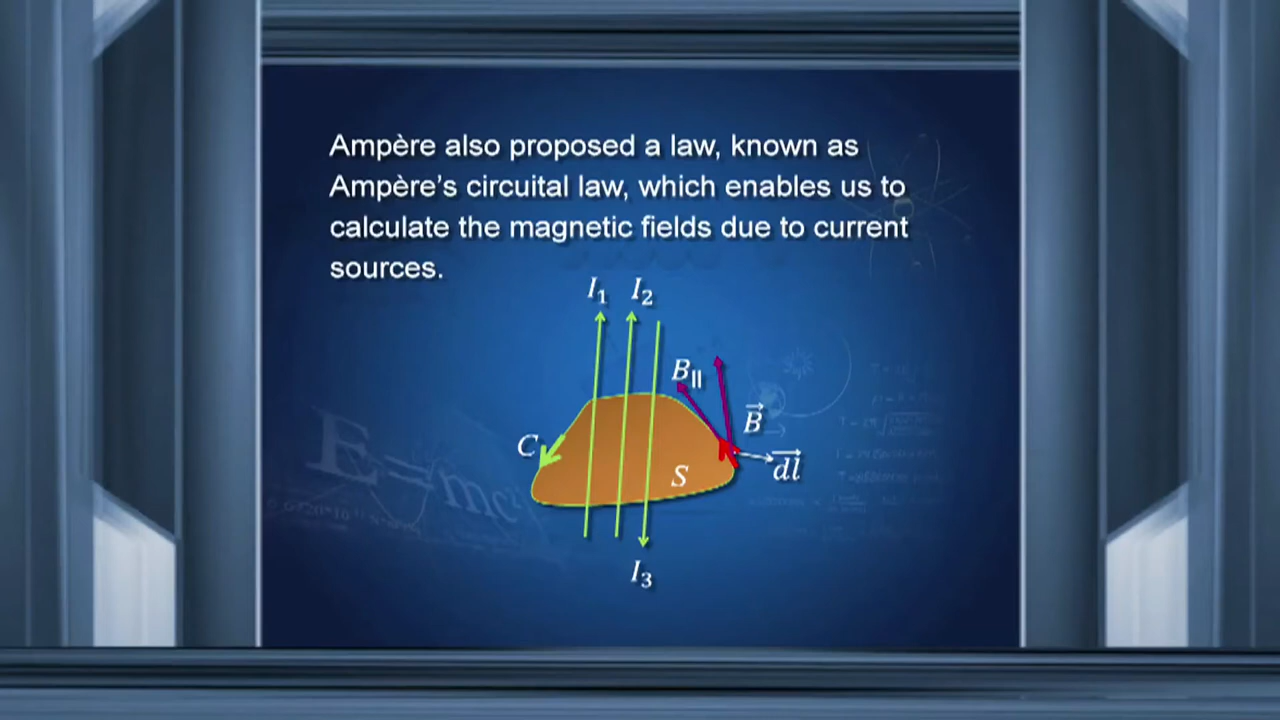 Ampère also proposed a law, known as
Ampère’s circuital law, which enables us to
calculate the magnetic fields due to current
sources.
I₁ I₂
B∥
B⃗
C
dl⃗
S
I₃
E=mc²